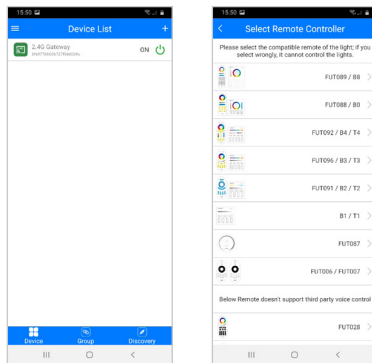 15:50
Device List
+
2.4G Gateway
ON
Device
Group
Discovery
15:50
Select Remote Controller
Please select the compatible remote of the light; if you
select wrongly, it cannot control the lights.
FUT089 / B8
FUT088 / B0
FUT092 / B4 / T4
FUT096 / B3 / T3
FUT091 / B2 / T2
B1 / T1
FUT087
FUT006 / FUT007
Below Remote doesn't support third party voice control
FUT028